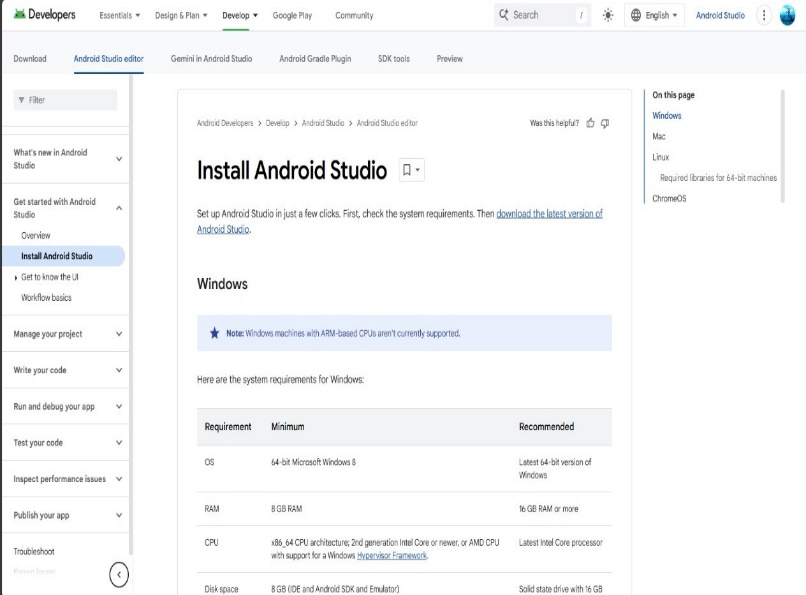 Developers
Essentials
Design & Plan
Develop
Google Play
Community
Search
/
English
Android Studio
Download
Android Studio editor
Gemini in Android Studio
Android Gradle Plugin
SDK tools
Preview
Filter
What's new in Android
Studio
Get started with Android
Studio
Overview
Install Android Studio
Get to know the UI
Workflow basics
Manage your project
Write your code
Run and debug your app
Test your code
Inspect performance issues
Publish your app
Troubleshoot
Android Developers > Develop > Android Studio > Android Studio editor
Was this helpful?
Install Android Studio
Set up Android Studio in just a few clicks. First, check the system requirements. Then download the latest version of
Android Studio.
Windows
Note: Windows machines with ARM-based CPUs aren't currently supported.
Here are the system requirements for Windows:
Requirement Minimum Recommended
OS 64-bit Microsoft Windows 8 Latest 64-bit version of
Windows
RAM 8 GB RAM 16 GB RAM or more
CPU x86_64 CPU architecture; 2nd generation Intel Core or newer, or AMD CPU Latest Intel Core processor
with support for a Windows Hypervisor Framework.
Disk space 8 GB (IDE and Android SDK and Emulator) Solid state drive with 16 GB
On this page
Windows
Mac
Linux
Required libraries for 64-bit machines
ChromeOS